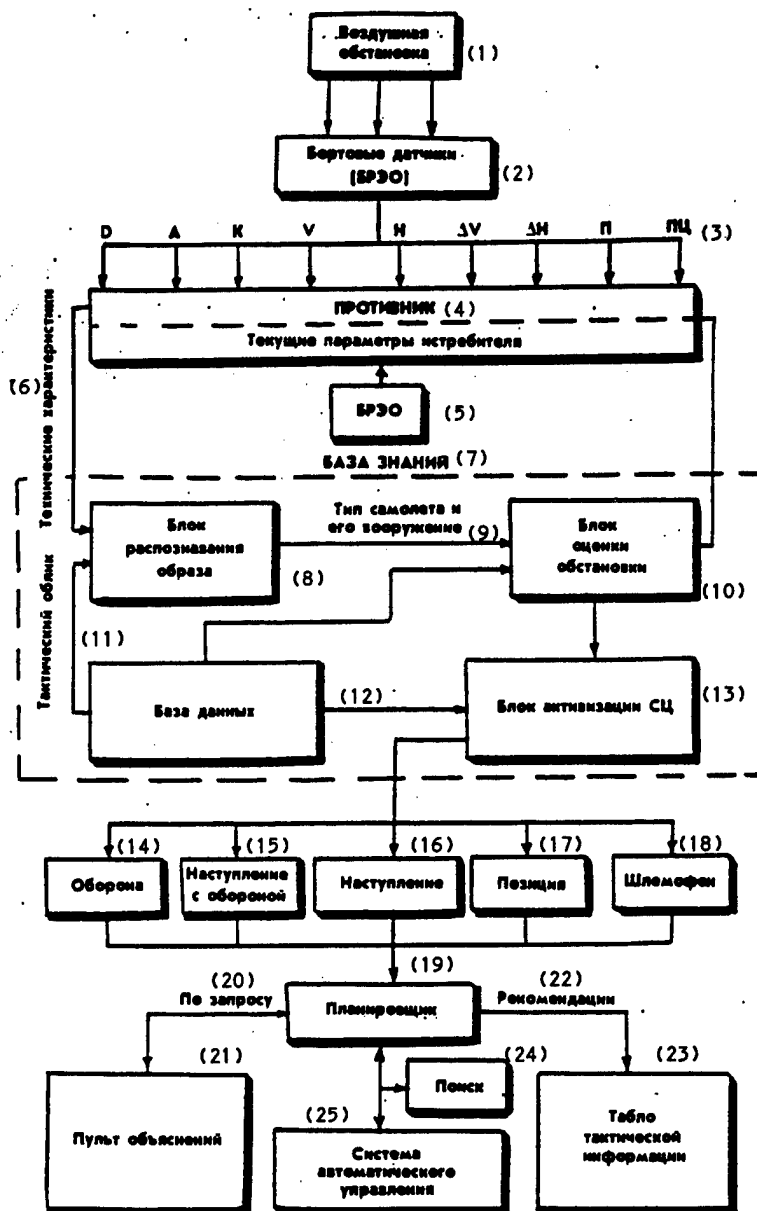 Воздушная
обстановка
(1)
Бортовые датчики
(БРЭО)
(2)
D A K V H ΔV ΔH П ПЦ (3)
ПРОТИВНИК (4)
Текущие параметры истребителя
БРЭО
(5)
(6)
Технические характеристики
БАЗА ЗНАНИЙ (7)
Блок
распознавания
образа
(8)
Тип самолета и
его вооружение
(9)
Блок
оценки
обстановки
(10)
Тактический облик
(11)
База данных
(12)
Блок активизации СЦ
(13)
(14)
Оборона
(15)
Наступление
с обороной
(16)
Наступление
(17)
Позиция
(18)
Шлемофон
(19)
Планировщик
(20)
По запросу
(22)
Рекомендации
(21)
Пульт объяснений
(24)
Поиск
(25)
Система
автоматического
управления
(23)
Табло
тактической
информации